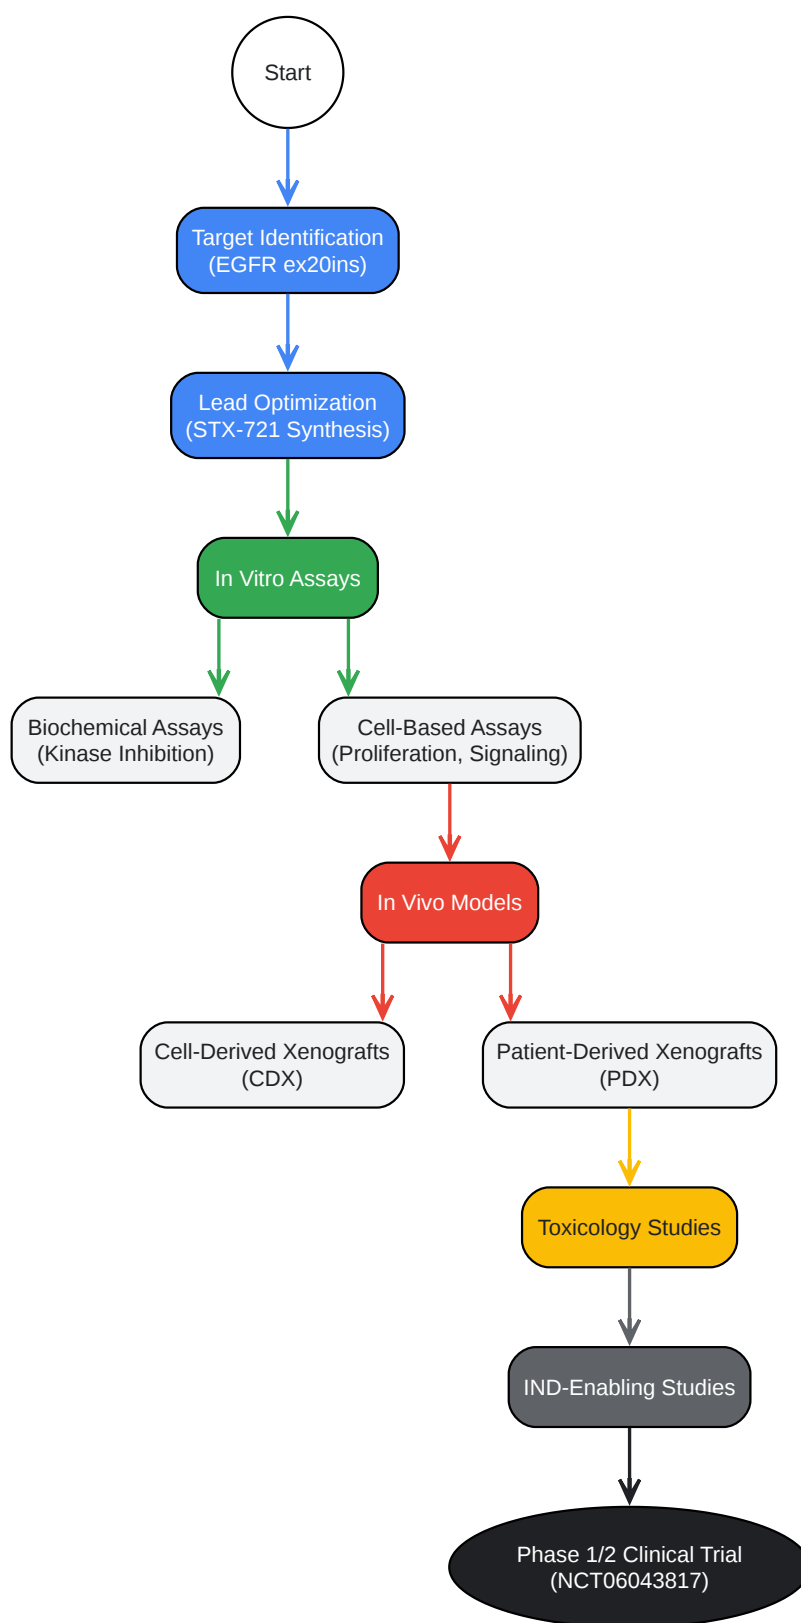 Start
Target Identification
(EGFR ex20ins)
Lead Optimization
(STX-721 Synthesis)
In Vitro Assays
Biochemical Assays
(Kinase Inhibition)
Cell-Based Assays
(Proliferation, Signaling)
In Vivo Models
Cell-Derived Xenografts
(CDX)
Patient-Derived Xenografts
(PDX)
Toxicology Studies
IND-Enabling Studies
Phase 1/2 Clinical Trial
(NCT06043817)